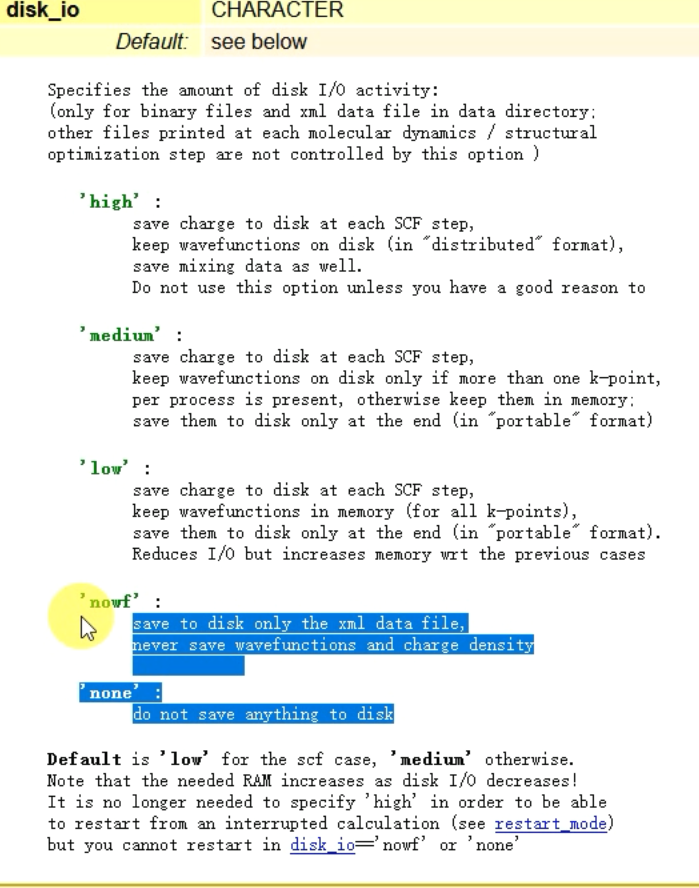 disk_io CHARACTER
Default: see below
Specifies the amount of disk I/O activity:
(only for binary files and xml data file in data directory;
other files printed at each molecular dynamics / structural
optimization step are not controlled by this option )
'high' :
save charge to disk at each SCF step,
keep wavefunctions on disk (in "distributed" format),
save mixing data as well.
Do not use this option unless you have a good reason to
'medium' :
save charge to disk at each SCF step,
keep wavefunctions on disk only if more than one k-point,
per process is present, otherwise keep them in memory;
save them to disk only at the end (in "portable" format)
'low' :
save charge to disk at each SCF step,
keep wavefunctions in memory (for all k-points),
save them to disk only at the end (in "portable" format).
Reduces I/O but increases memory wrt the previous cases
'nowf' :
save to disk only the xml data file,
never save wavefunctions and charge density
'none' :
do not save anything to disk
Default is 'low' for the scf case, 'medium' otherwise.
Note that the needed RAM increases as disk I/O decreases!
It is no longer needed to specify 'high' in order to be able
to restart from an interrupted calculation (see restart_mode)
but you cannot restart in disk_io=='nowf' or 'none'